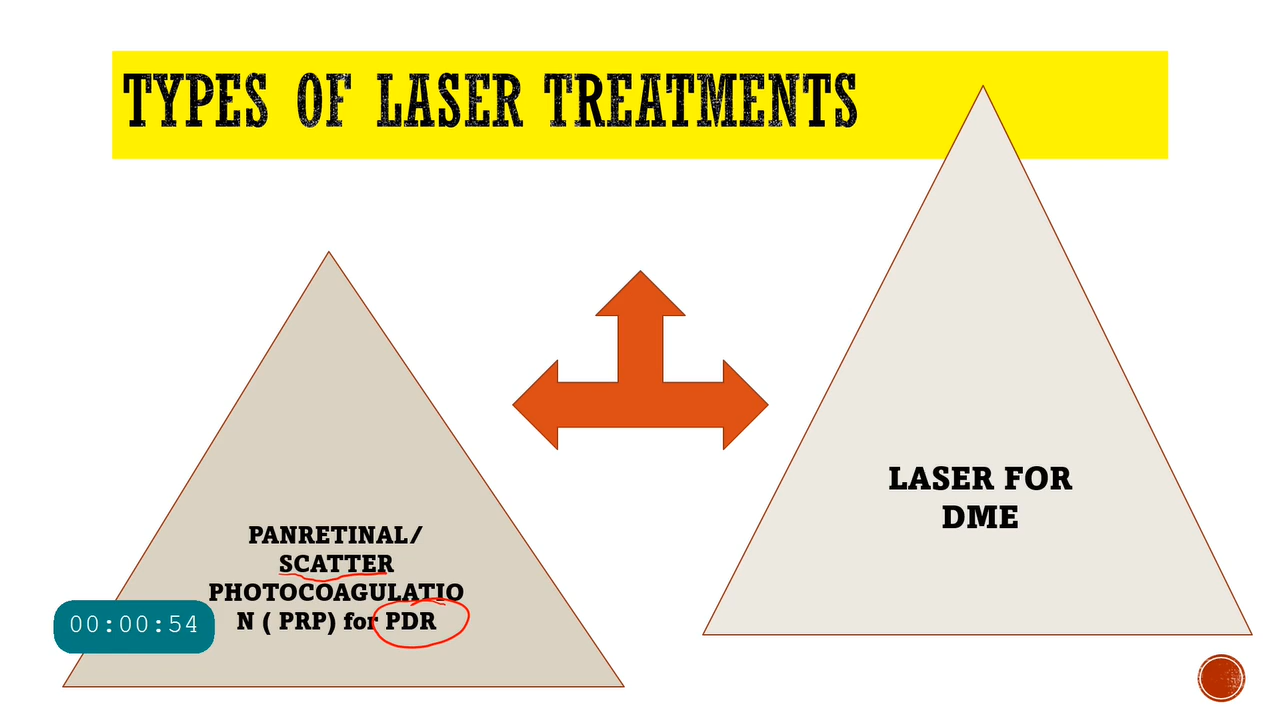 TYPES OF LASER TREATMENTS
PANRETINAL/
SCATTER
PHOTOCOAGULATIO
N ( PRP) for PDR
LASER FOR
DME
00:00:54